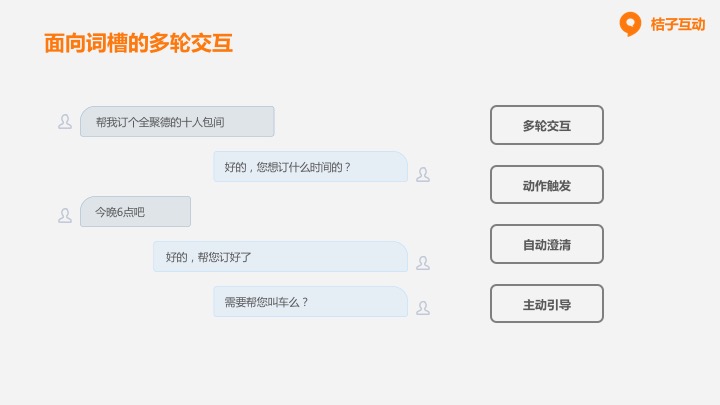 桔子互动
面向词槽的多轮交互
帮我订个全聚德的十人包间
好的，您想订什么时间的？
今晚6点吧
好的，帮您订好了
需要帮您叫车么？
多轮交互
动作触发
自动澄清
主动引导